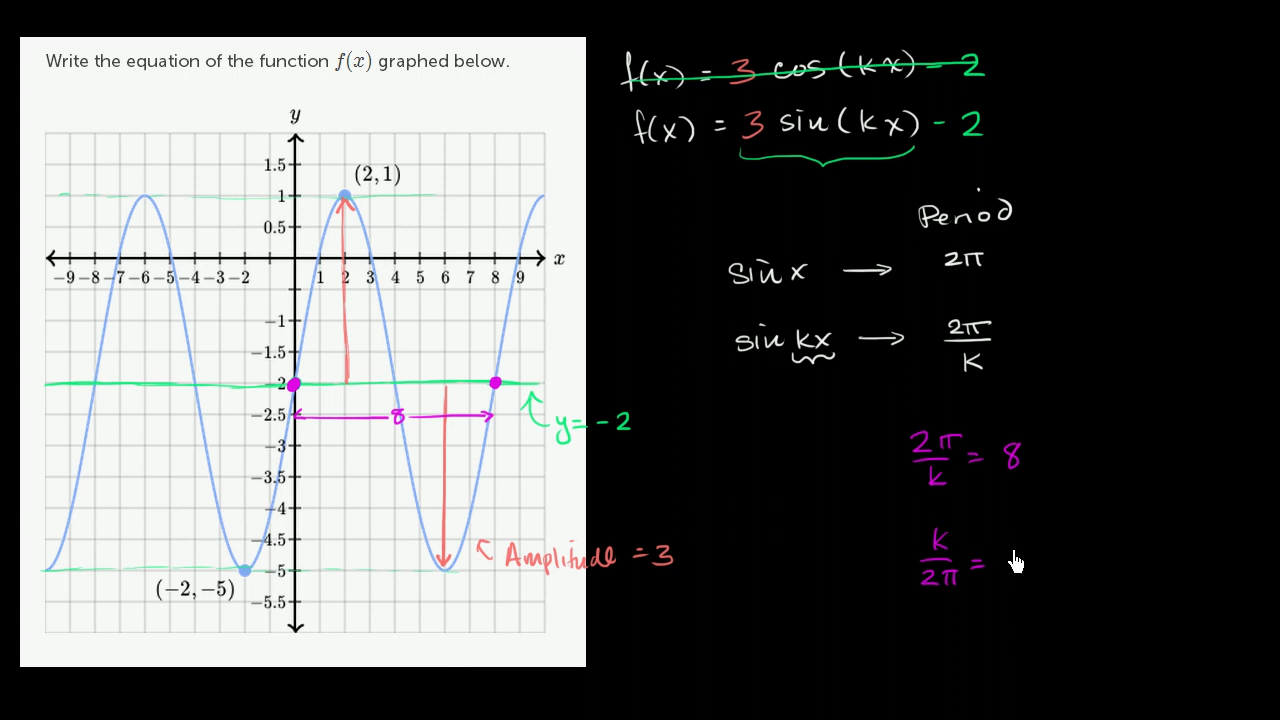 Write the equation of the function f(x) graphed below.
f(x) = 3 cos(kx) - 2
f(x) = 3 sin(kx) - 2
y
1.5
(2,1)
1
0.5
x
-9 -8 -7 -6 -5 -4 -3 -2 1 2 3 4 5 6 7 8 9
-1
-1.5
-2
-2.5
8
y = -2
-3
-3.5
-4
-4.5
-5
(-2,-5)
-5.5
Amplitude = 3
Period
sin x → 2π
sin kx → 2π/k
2π/k = 8
k/2π =